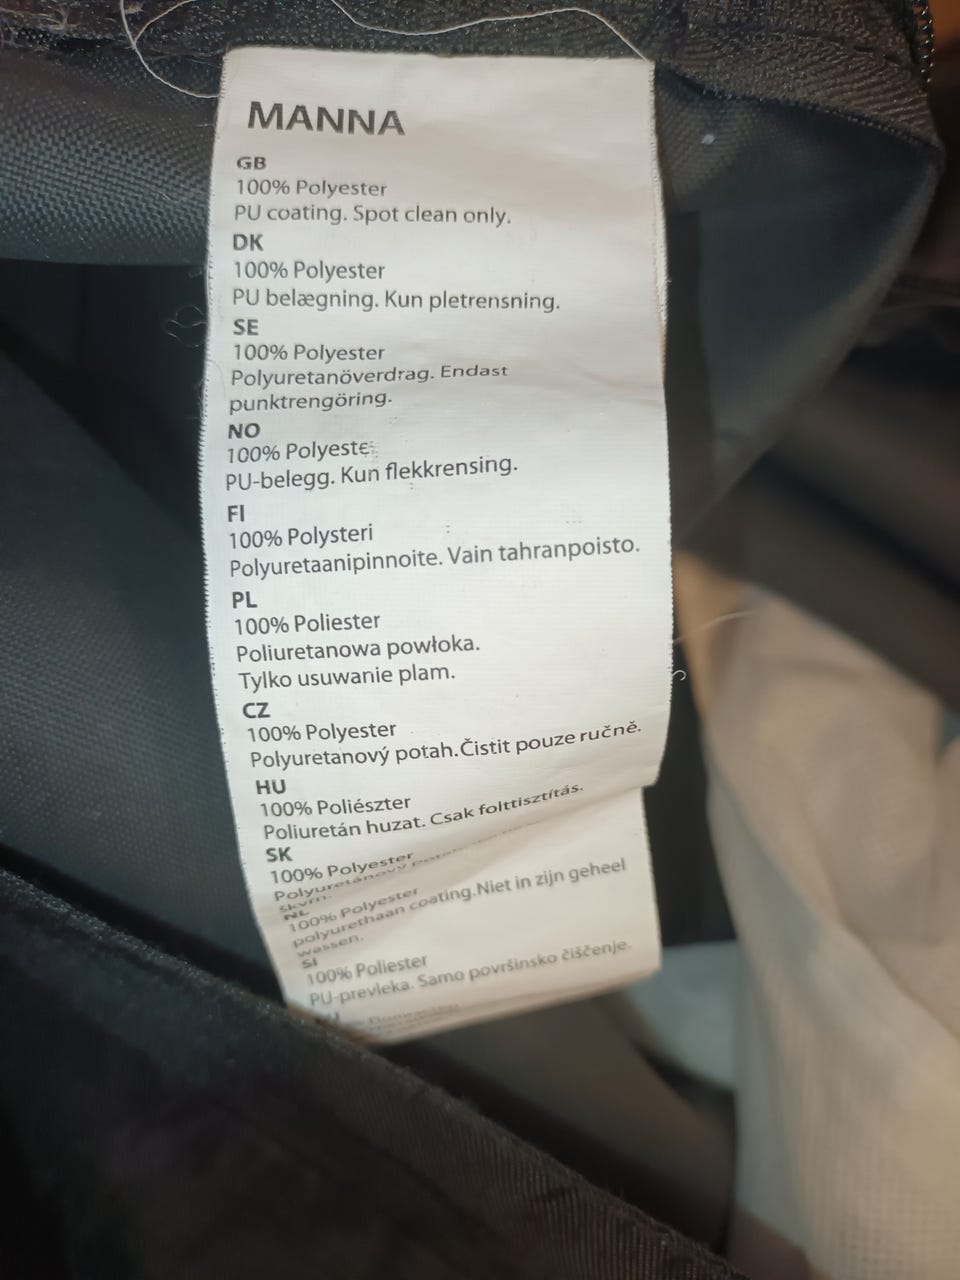 MANNA
GB
100% Polyester
PU coating. Spot clean only.
DK
100% Polyester
PU belægning. Kun pletrensning.
SE
100% Polyester
Polyuretanöverdrag. Endast
punktrengöring.
NO
100% Polyeste
PU-belegg. Kun flekkrensing.
FI
100% Polysteri
Polyuretaanipinnoite. Vain tahranpoisto.
PL
100% Poliester
Poliuretanowa powłoka.
Tylko usuwanie plam.
CZ
100% Polyester
Polyuretanový potah.Čistit pouze ručně.
HU
100% Poliészter
Poliuretán huzat. Csak folttisztítás.
SK
100% Polyester
Polyuretánový
škvrn.
NL
100% Polyester
polyurethaan coating.Niet in zijn geheel
wassen.
SI
100% Poliester
PU-prevleka. Samo površinsko čiščenje.